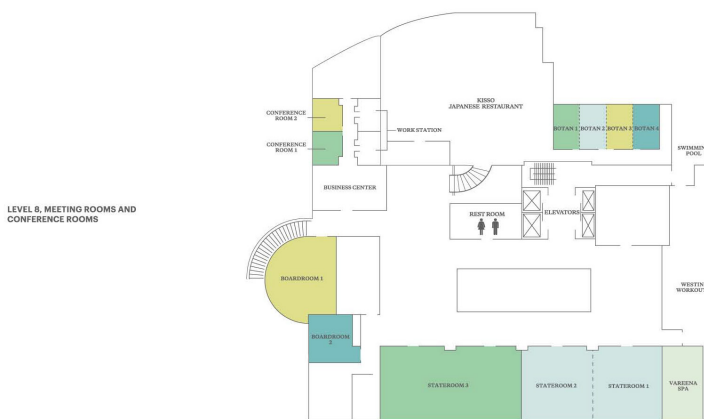 KISSO
JAPANESE RESTAURANT
CONFERENCE
ROOM 2
CONFERENCE
ROOM 1
WORK STATION
BOTAN 1
BOTAN 2
BOTAN 3
BOTAN 4
SWIMMIN
POOL
BUSINESS CENTER
LEVEL 8, MEETING ROOMS AND
CONFERENCE ROOMS
REST ROOM
ELEVATORS
BOARDROOM 1
WESTIN
WORKOUT
BOARDROOM
2
STATEROOM 3
STATEROOM 2
STATEROOM 1
VAREENA
SPA